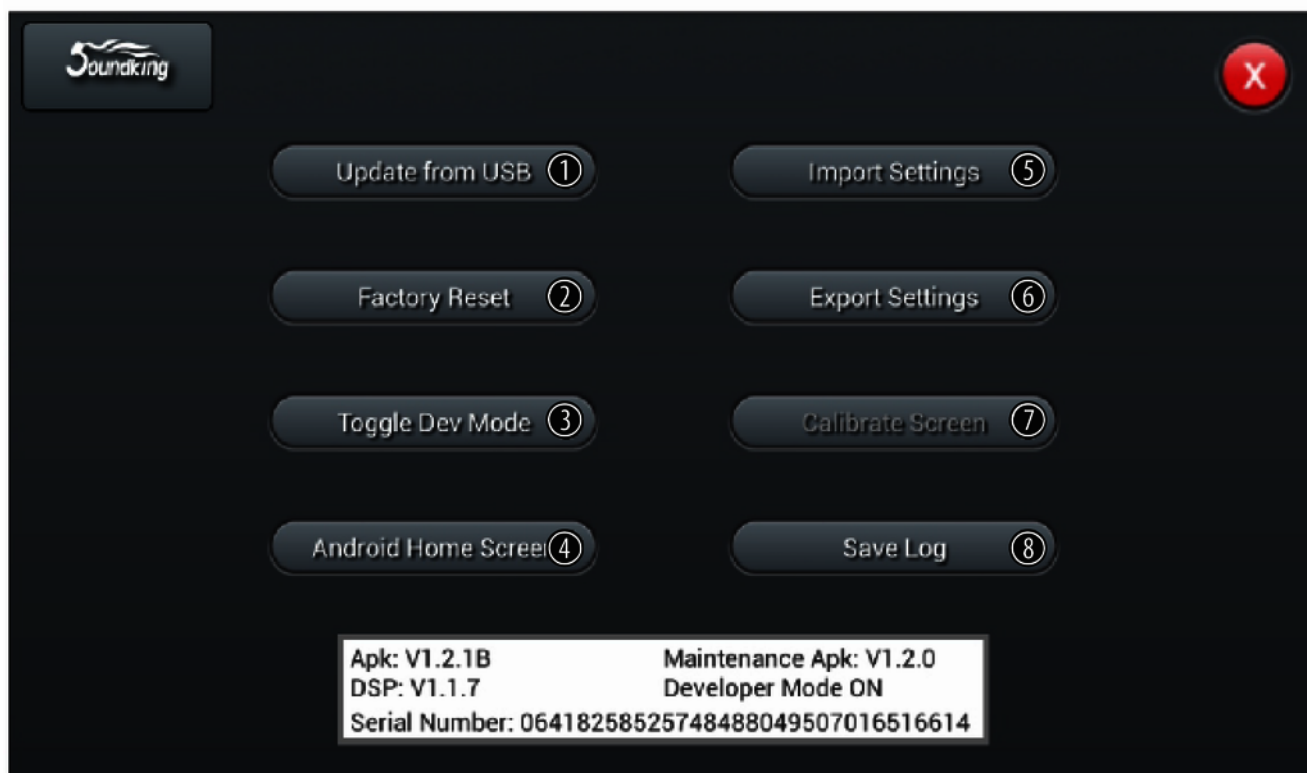 Soundking
X
Update from USB ①
Import Settings ⑤
Factory Reset ②
Export Settings ⑥
Toggle Dev Mode ③
Calibrate Screen ⑦
Android Home Screen ④
Save Log ⑧
Apk: V1.2.1B
Maintenance Apk: V1.2.0
DSP: V1.1.7
Developer Mode ON
Serial Number: 06418258525748488049507016516614